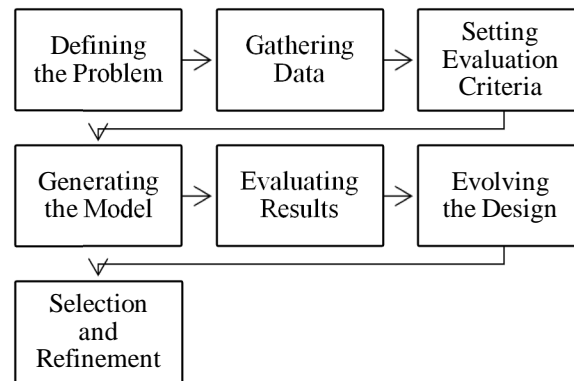 Defining
the Problem
Gathering
Data
Setting
Evaluation
Criteria
Generating
the Model
Evaluating
Results
Evolving
the Design
Selection
and
Refinement